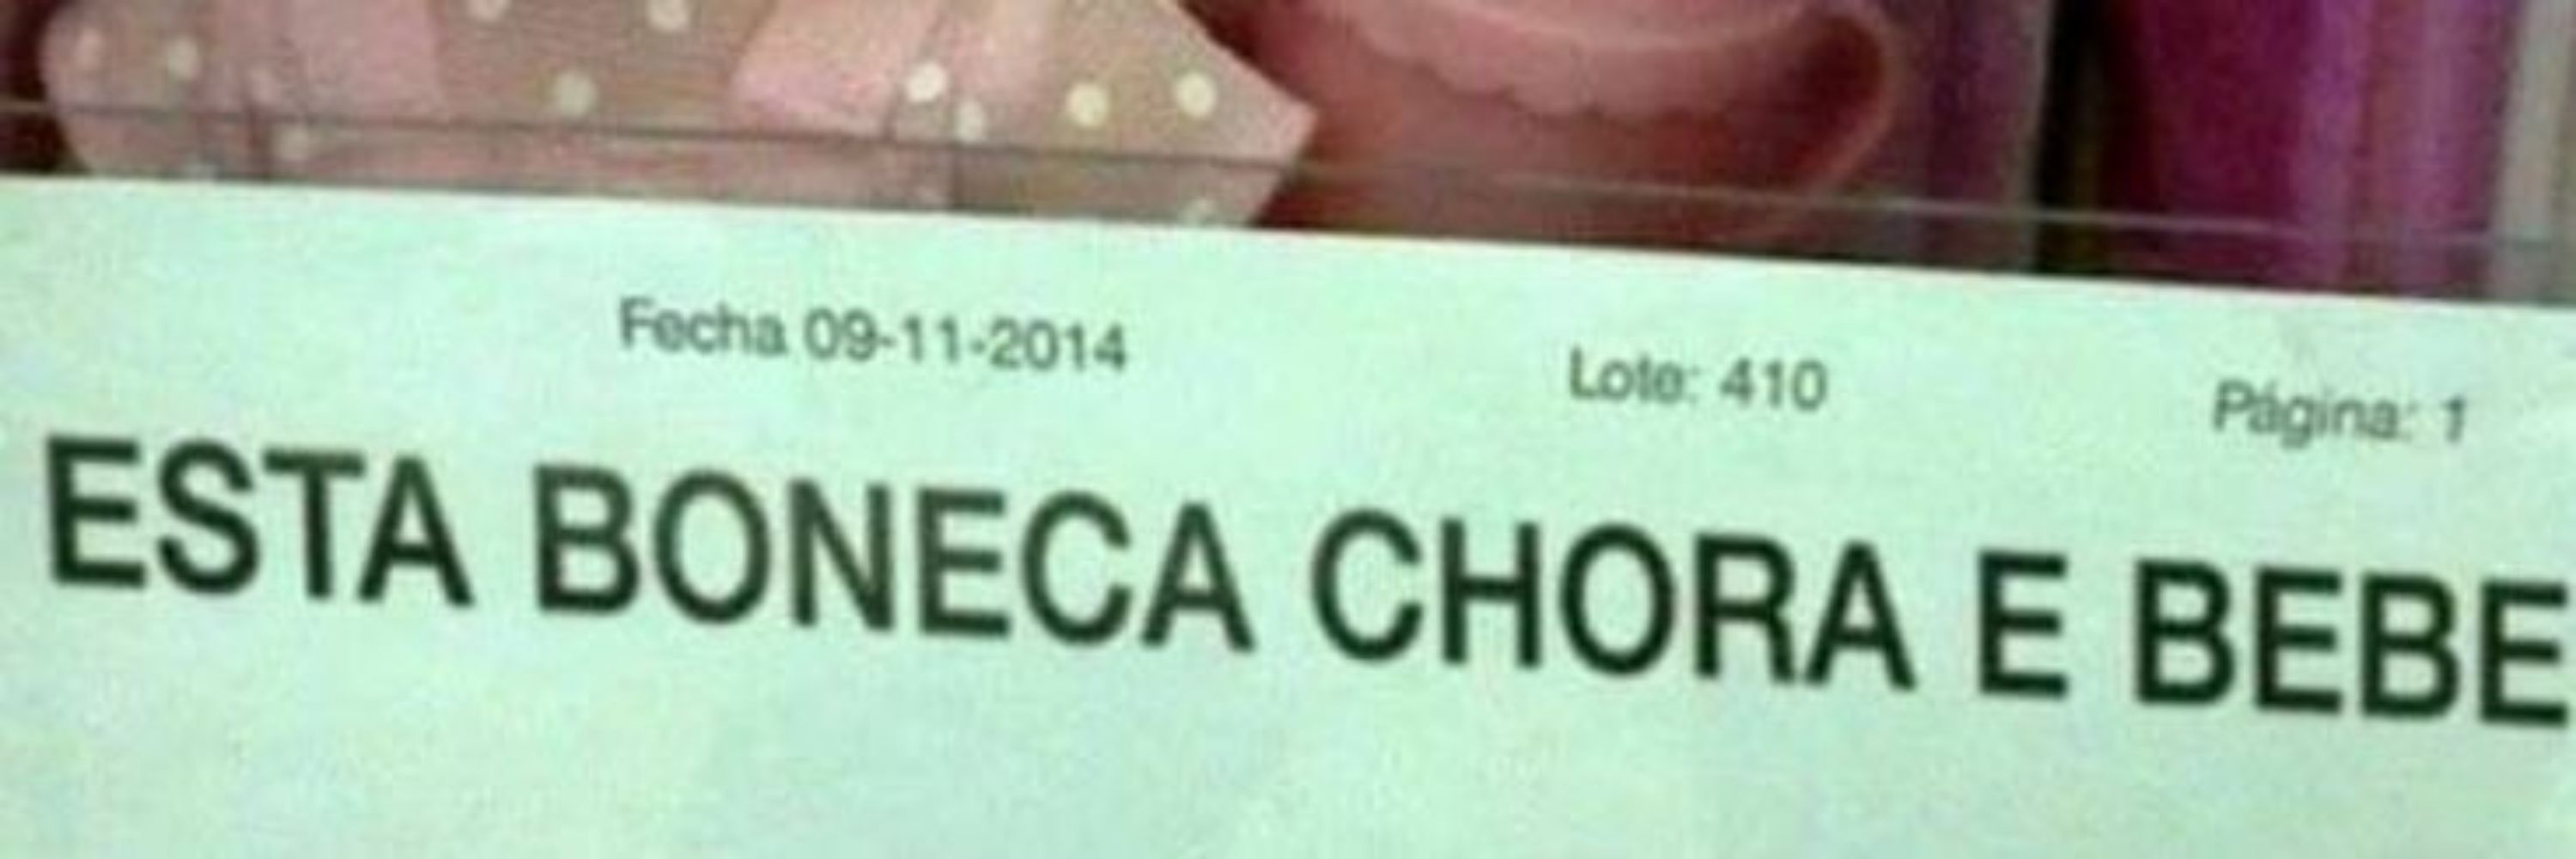 Fecha 09-11-2014 Lote: 410 Página: 1
ESTA BONECA CHORA E BEBE